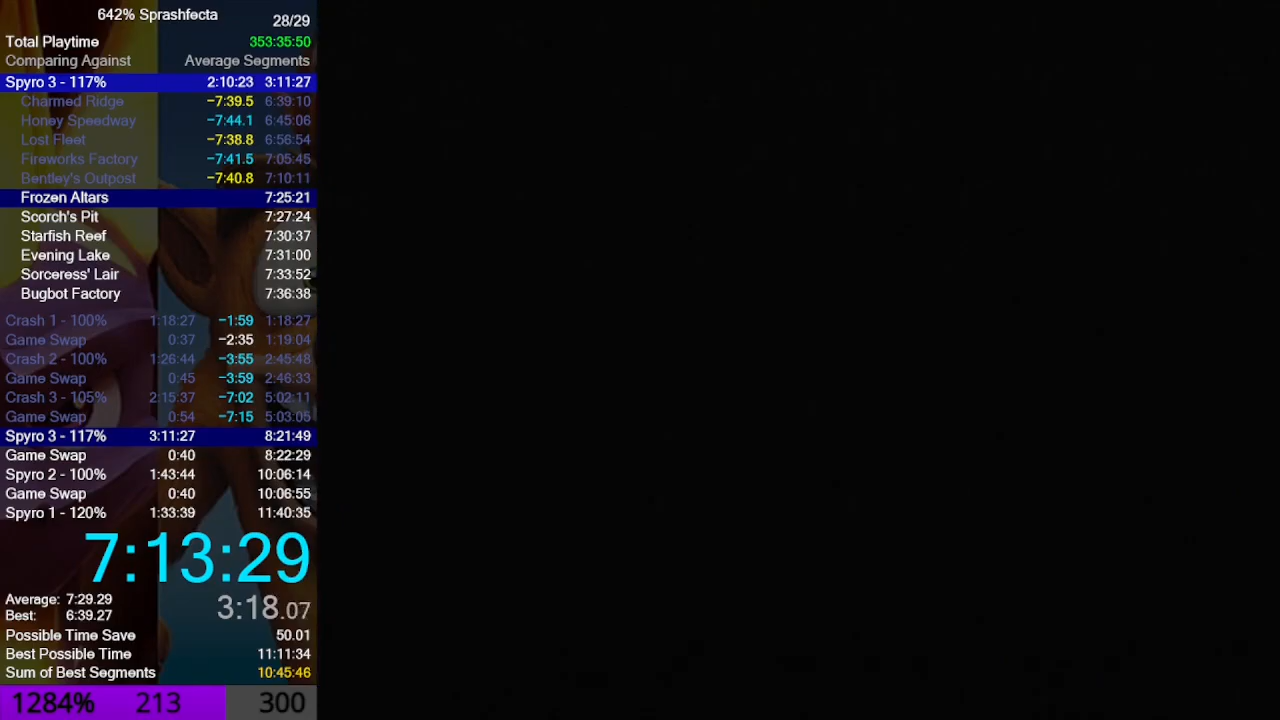 642% Sprashfecta
28/29
Total Playtime 353:35:50
Comparing Against Average Segments
Spyro 3 - 117% 2:10:23 3:11:27
Charmed Ridge −7:39.5 6:39:10
Honey Speedway −7:44.1 6:45:06
Lost Fleet −7:38.8 6:56:54
Fireworks Factory −7:41.5 7:05:45
Bentley's Outpost −7:40.8 7:10:11
Frozen Altars 7:25:21
Scorch's Pit 7:27:24
Starfish Reef 7:30:37
Evening Lake 7:31:00
Sorceress' Lair 7:33:52
Bugbot Factory 7:36:38
Crash 1 - 100% 1:18:27 −1:59 1:18:27
Game Swap 0:37 −2:35 1:19:04
Crash 2 - 100% 1:26:44 −3:55 2:45:48
Game Swap 0:45 −3:59 2:46:33
Crash 3 - 105% 2:15:37 −7:02 5:02:11
Game Swap 0:54 −7:15 5:03:05
Spyro 3 - 117% 3:11:27 8:21:49
Game Swap 0:40 8:22:29
Spyro 2 - 100% 1:43:44 10:06:14
Game Swap 0:40 10:06:55
Spyro 1 - 120% 1:33:39 11:40:35
7:13:29
Average: 7:29.29
Best: 6:39.27
3:18.07
Possible Time Save 50.01
Best Possible Time 11:11:34
Sum of Best Segments 10:45:46
1284% 213 300